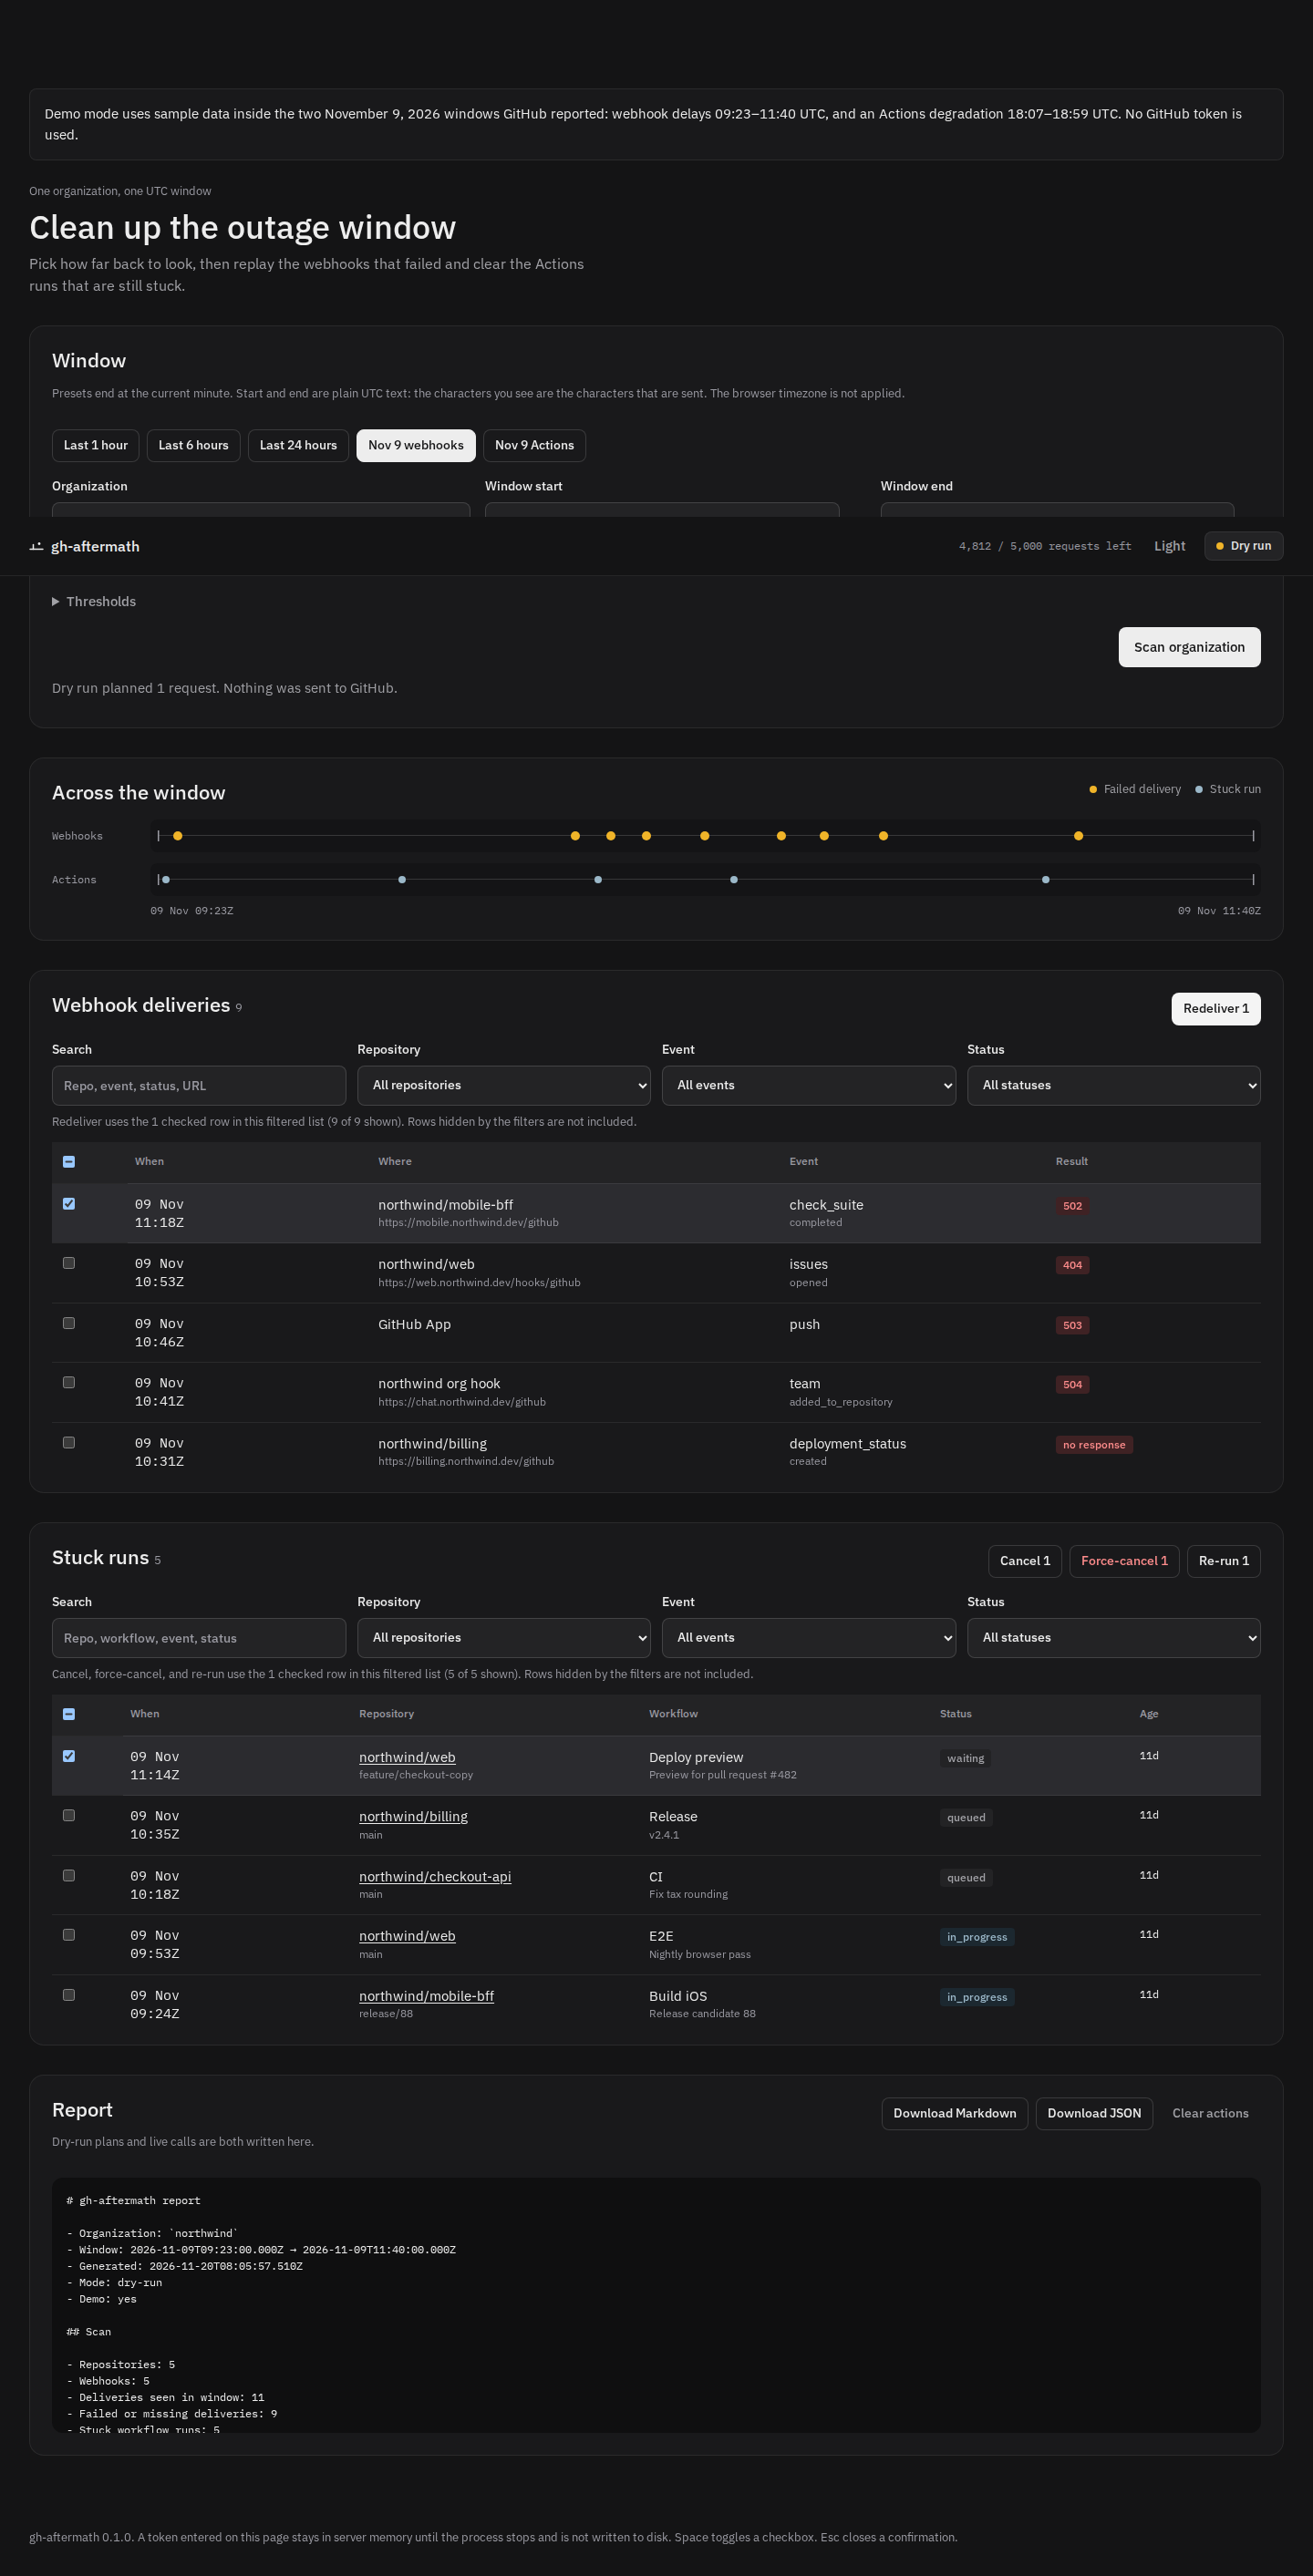 Demo mode uses sample data inside the two November 9, 2026 windows GitHub reported: webhook delays 09:23–11:40 UTC, and an Actions degradation 18:07–18:59 UTC. No GitHub token is
used.
One organization, one UTC window
Clean up the outage window
Pick how far back to look, then replay the webhooks that failed and clear the Actions
runs that are still stuck.
Window
Presets end at the current minute. Start and end are plain UTC text: the characters you see are the characters that are sent. The browser timezone is not applied.
Last 1 hour Last 6 hours Last 24 hours Nov 9 webhooks Nov 9 Actions
Organization Window start Window end
gh-aftermath 4,812 / 5,000 requests left Light Dry run
Thresholds
Scan organization
Dry run planned 1 request. Nothing was sent to GitHub.
Across the window Failed delivery Stuck run
Webhooks
Actions
09 Nov 09:23Z 09 Nov 11:40Z
Webhook deliveries 9 Redeliver 1
Search Repository Event Status
Repo, event, status, URL All repositories All events All statuses
Redeliver uses the 1 checked row in this filtered list (9 of 9 shown). Rows hidden by the filters are not included.
When Where Event Result
09 Nov northwind/mobile-bff check_suite 502
11:18Z https://mobile.northwind.dev/github completed
09 Nov northwind/web issues 404
10:53Z https://web.northwind.dev/hooks/github opened
09 Nov GitHub App push 503
10:46Z
09 Nov northwind org hook team 504
10:41Z https://chat.northwind.dev/github added_to_repository
09 Nov northwind/billing deployment_status no response
10:31Z https://billing.northwind.dev/github created
Stuck runs 5 Cancel 1 Force-cancel 1 Re-run 1
Search Repository Event Status
Repo, workflow, event, status All repositories All events All statuses
Cancel, force-cancel, and re-run use the 1 checked row in this filtered list (5 of 5 shown). Rows hidden by the filters are not included.
When Repository Workflow Status Age
09 Nov northwind/web Deploy preview waiting 11d
11:14Z feature/checkout-copy Preview for pull request #482
09 Nov northwind/billing Release queued 11d
10:35Z main v2.4.1
09 Nov northwind/checkout-api CI queued 11d
10:18Z main Fix tax rounding
09 Nov northwind/web E2E in_progress 11d
09:53Z main Nightly browser pass
09 Nov northwind/mobile-bff Build iOS in_progress 11d
09:24Z release/88 Release candidate 88
Report Download Markdown Download JSON Clear actions
Dry-run plans and live calls are both written here.
# gh-aftermath report
- Organization: `northwind`
- Window: 2026-11-09T09:23:00.000Z → 2026-11-09T11:40:00.000Z
- Generated: 2026-11-20T08:05:57.510Z
- Mode: dry-run
- Demo: yes
## Scan
- Repositories: 5
- Webhooks: 5
- Deliveries seen in window: 11
- Failed or missing deliveries: 9
- Stuck workflow runs: 5
gh-aftermath 0.1.0. A token entered on this page stays in server memory until the process stops and is not written to disk. Space toggles a checkbox. Esc closes a confirmation.